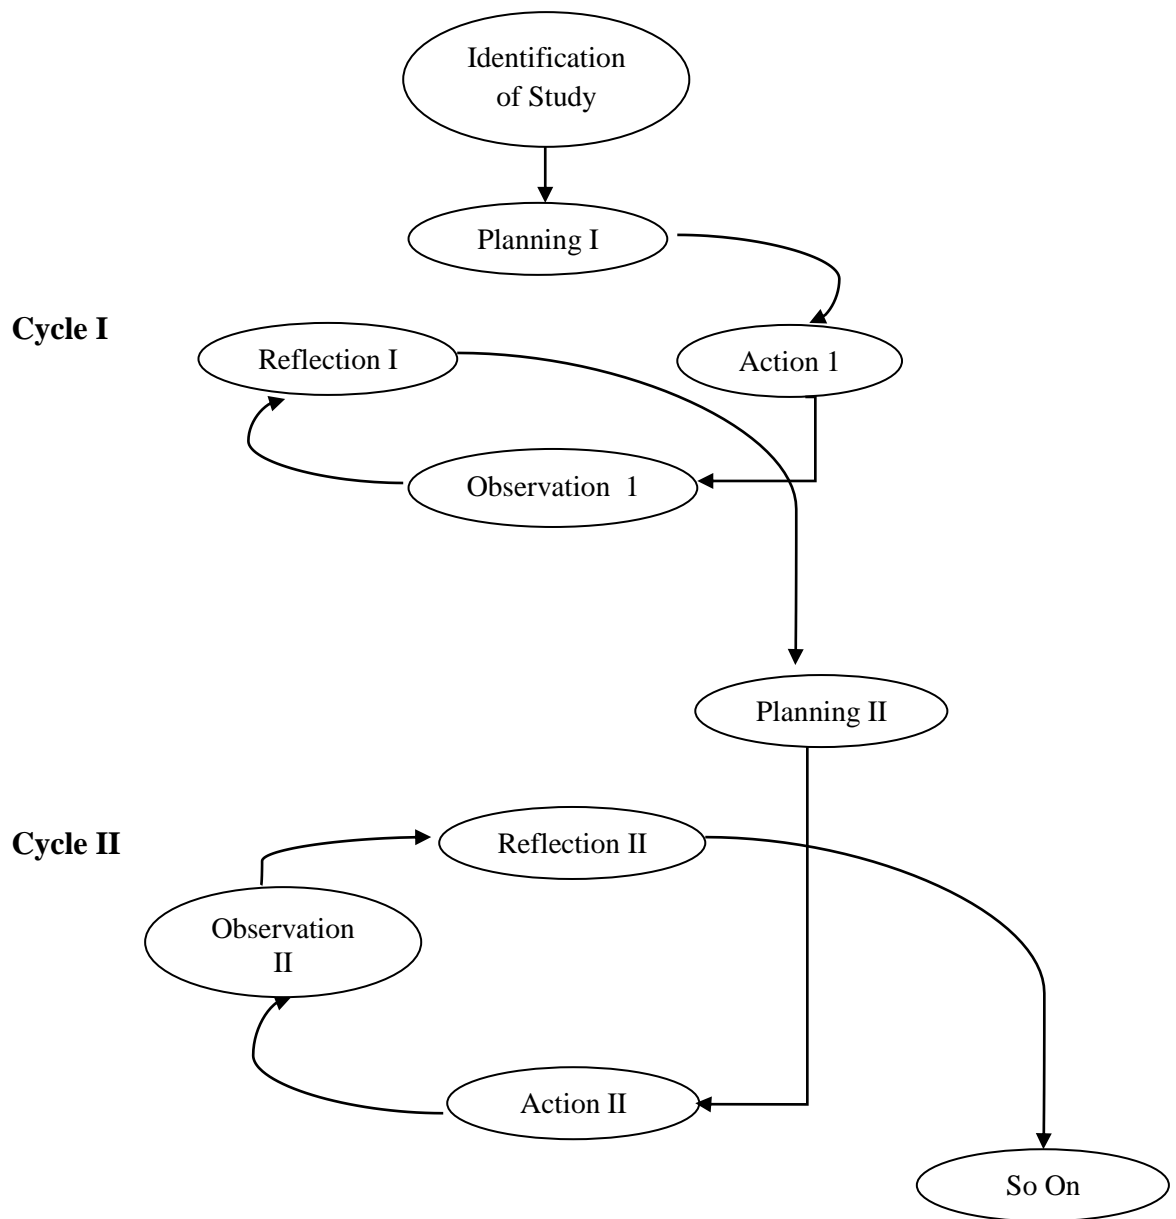 Identification
of Study
Planning I
Cycle I
Reflection I
Action 1
Observation 1
Planning II
Cycle II
Reflection II
Observation
II
Action II
So On